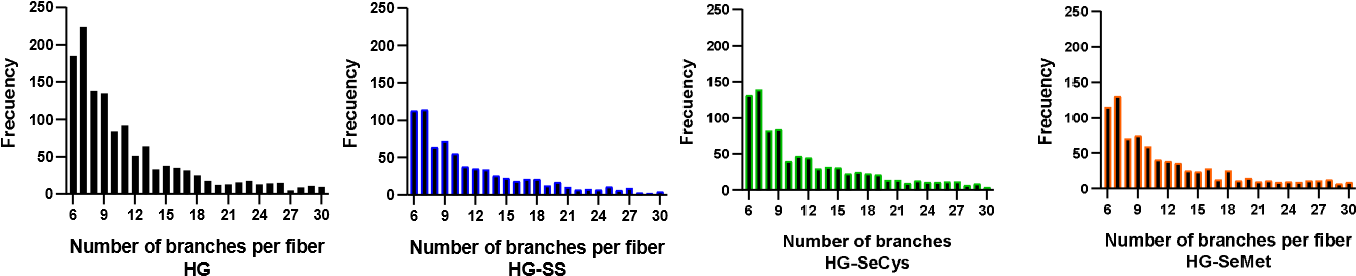 Frecuency
250
200
150
100
50
0
6 9 12 15 18 21 24 27 30
Number of branches per fiber
HG
Frecuency
250
200
150
100
50
0
6 9 12 15 18 21 24 27 30
Number of branches per fiber
HG-SS
Frecuency
250
200
150
100
50
0
6 9 12 15 18 21 24 27 30
Number of branches
HG-SeCys
Frecuency
250
200
150
100
50
0
6 9 12 15 18 21 24 27 30
Number of branches per fiber
HG-SeMet